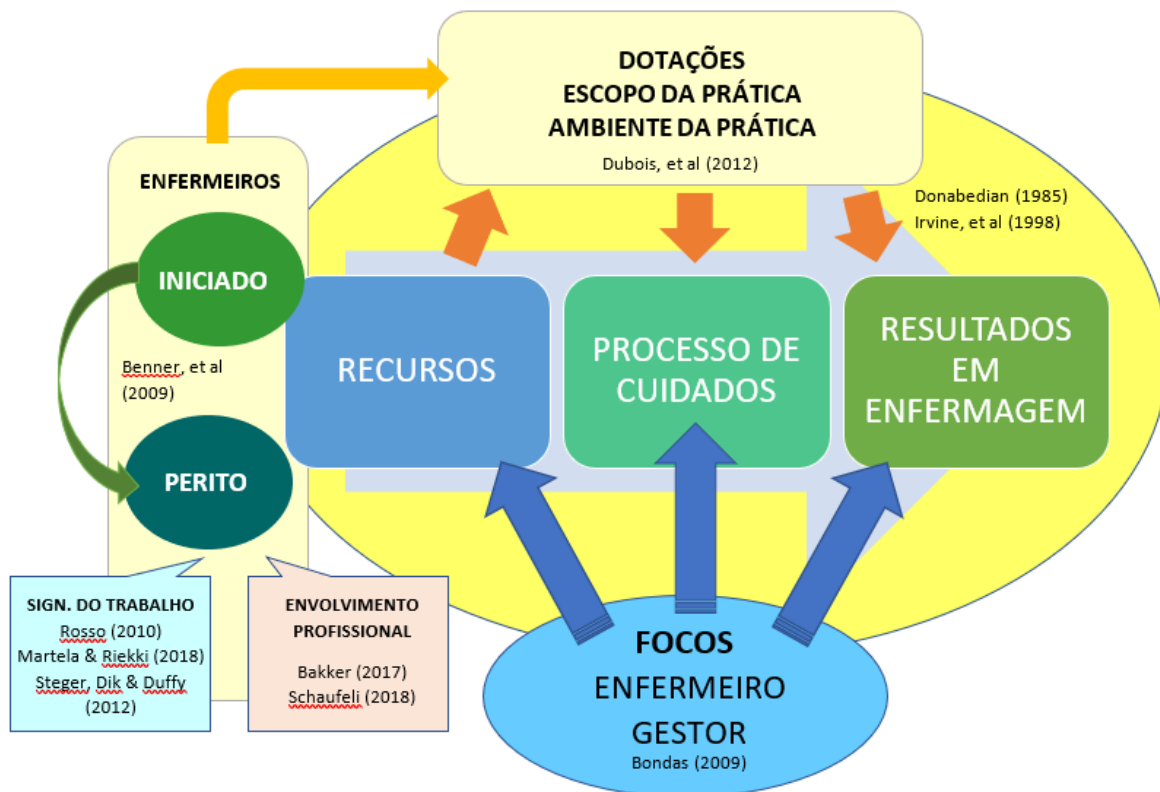 DOTAÇÕES
ESCOPO DA PRÁTICA
AMBIENTE DA PRÁTICA
Dubois, et al (2012)
ENFERMEIROS
INICIADO
Benner, et al
(2009)
PERITO
Donabedian (1985)
Irvine, et al (1998)
RECURSOS
PROCESSO DE
CUIDADOS
RESULTADOS
EM
ENFERMAGEM
SIGN. DO TRABALHO
Rosso (2010)
Martela & Riekki (2018)
Steger, Dik & Duffy
(2012)
ENVOLVIMENTO
PROFISSIONAL
Bakker (2017)
Schaufeli (2018)
FOCOS
ENFERMEIRO
GESTOR
Bondas (2009)